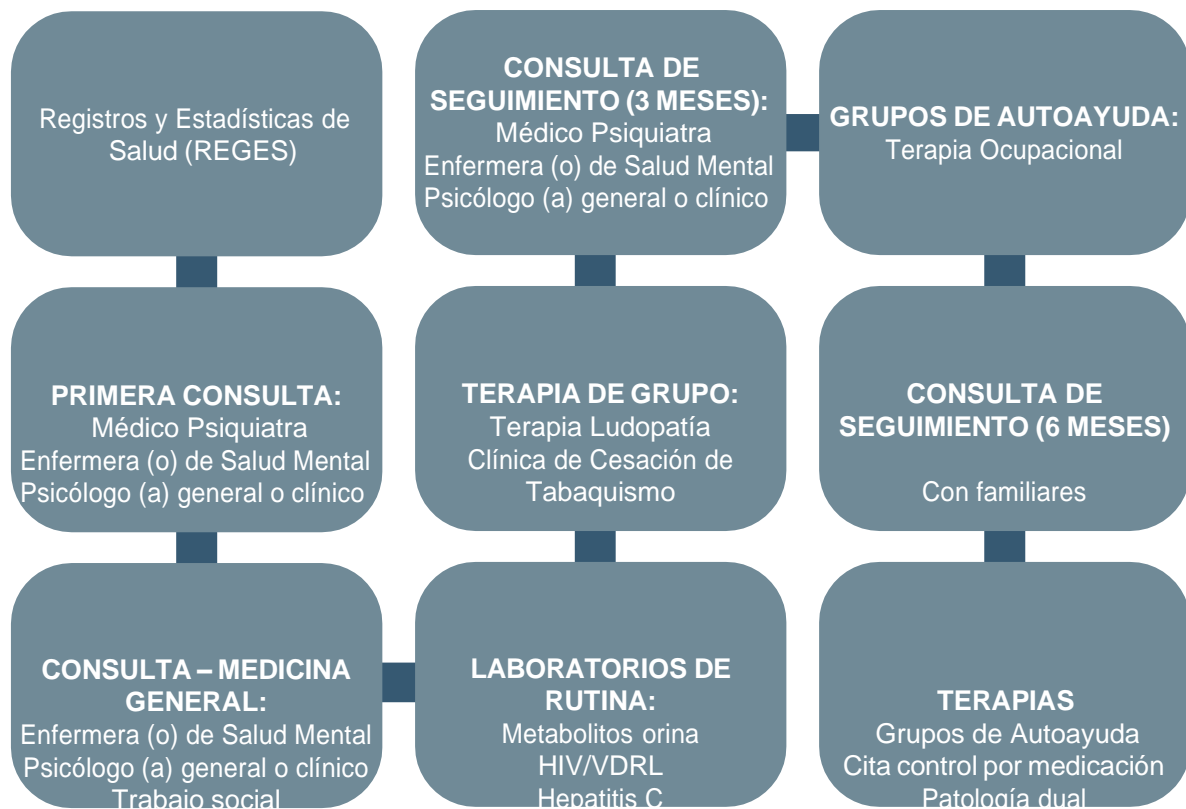 Registros y Estadísticas de
Salud (REGES)
PRIMERA CONSULTA:
Médico Psiquiatra
Enfermera (o) de Salud Mental
Psicólogo (a) general o clínico
CONSULTA – MEDICINA
GENERAL:
Enfermera (o) de Salud Mental
Psicólogo (a) general o clínico
Trabajo social
LABORATORIOS DE
RUTINA:
Metabolitos orina
HIV/VDRL
Hepatitis C
TERAPIA DE GRUPO:
Terapia Ludopatía
Clínica de Cesación de
Tabaquismo
CONSULTA DE
SEGUIMIENTO (3 MESES):
Médico Psiquiatra
Enfermera (o) de Salud Mental
Psicólogo (a) general o clínico
GRUPOS DE AUTOAYUDA:
Terapia Ocupacional
CONSULTA DE
SEGUIMIENTO (6 MESES)
Con familiares
TERAPIAS
Grupos de Autoayuda
Cita control por medicación
Patología dual